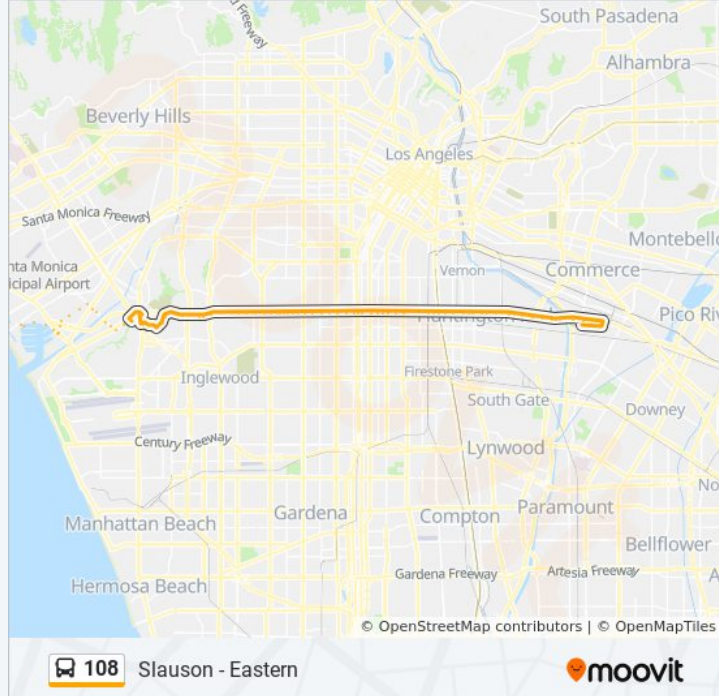 South Pasadena
d Freeway
Alhambra
Beverly Hills
Los Angeles
Santa Monica Freeway
Montebello
nta Monica
icipal Airport
Vernon
Commerce
Pico Riv
Huntington
Inglewood
Firestone Park
South Gate
Downey
Century Freeway
Lynwood
No
Gardena
Compton
Paramount
Manhattan Beach
Bellflower
Gardena Freeway
Artesia Freeway
A
Hermosa Beach
© OpenStreetMap contributors | © OpenMapTiles
108 Slauson - Eastern
moovit